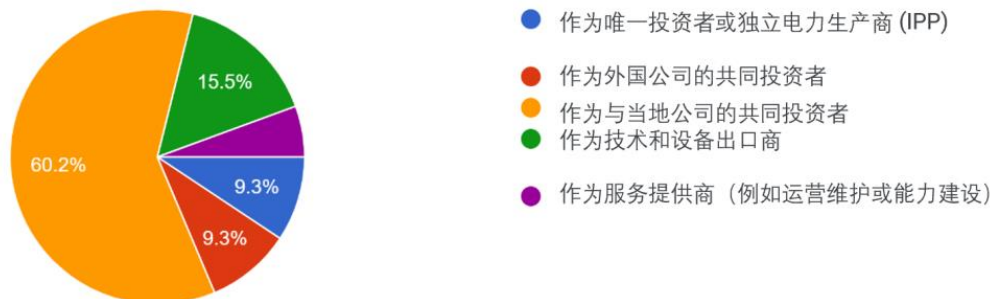 作为唯一投资者或独立电力生产商 (IPP)
15.5%
作为外国公司的共同投资者
作为与当地公司的共同投资者
作为技术和设备出口商
60.2%
9.3%
作为服务提供商（例如运营维护或能力建设）
9.3%